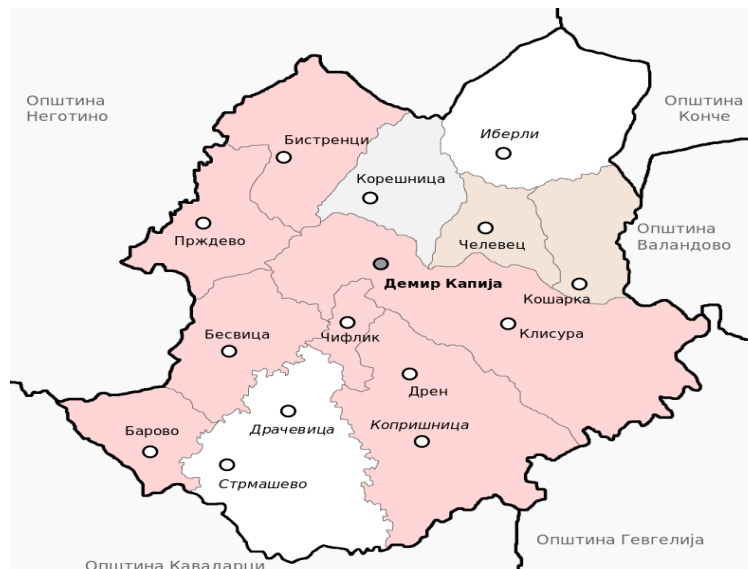 Општина
Неготино
Општина
Конче
Иберли
Бистренци
Корешница
Општина
Валандово
Прждево
Челевец
Демир Капија
Кошарка
Бесвица
Чифлик
Клисура
Дрен
Барово
Драчевица
Копришница
Стрмашево
Општина Гевгелија
Општина Кавадарци